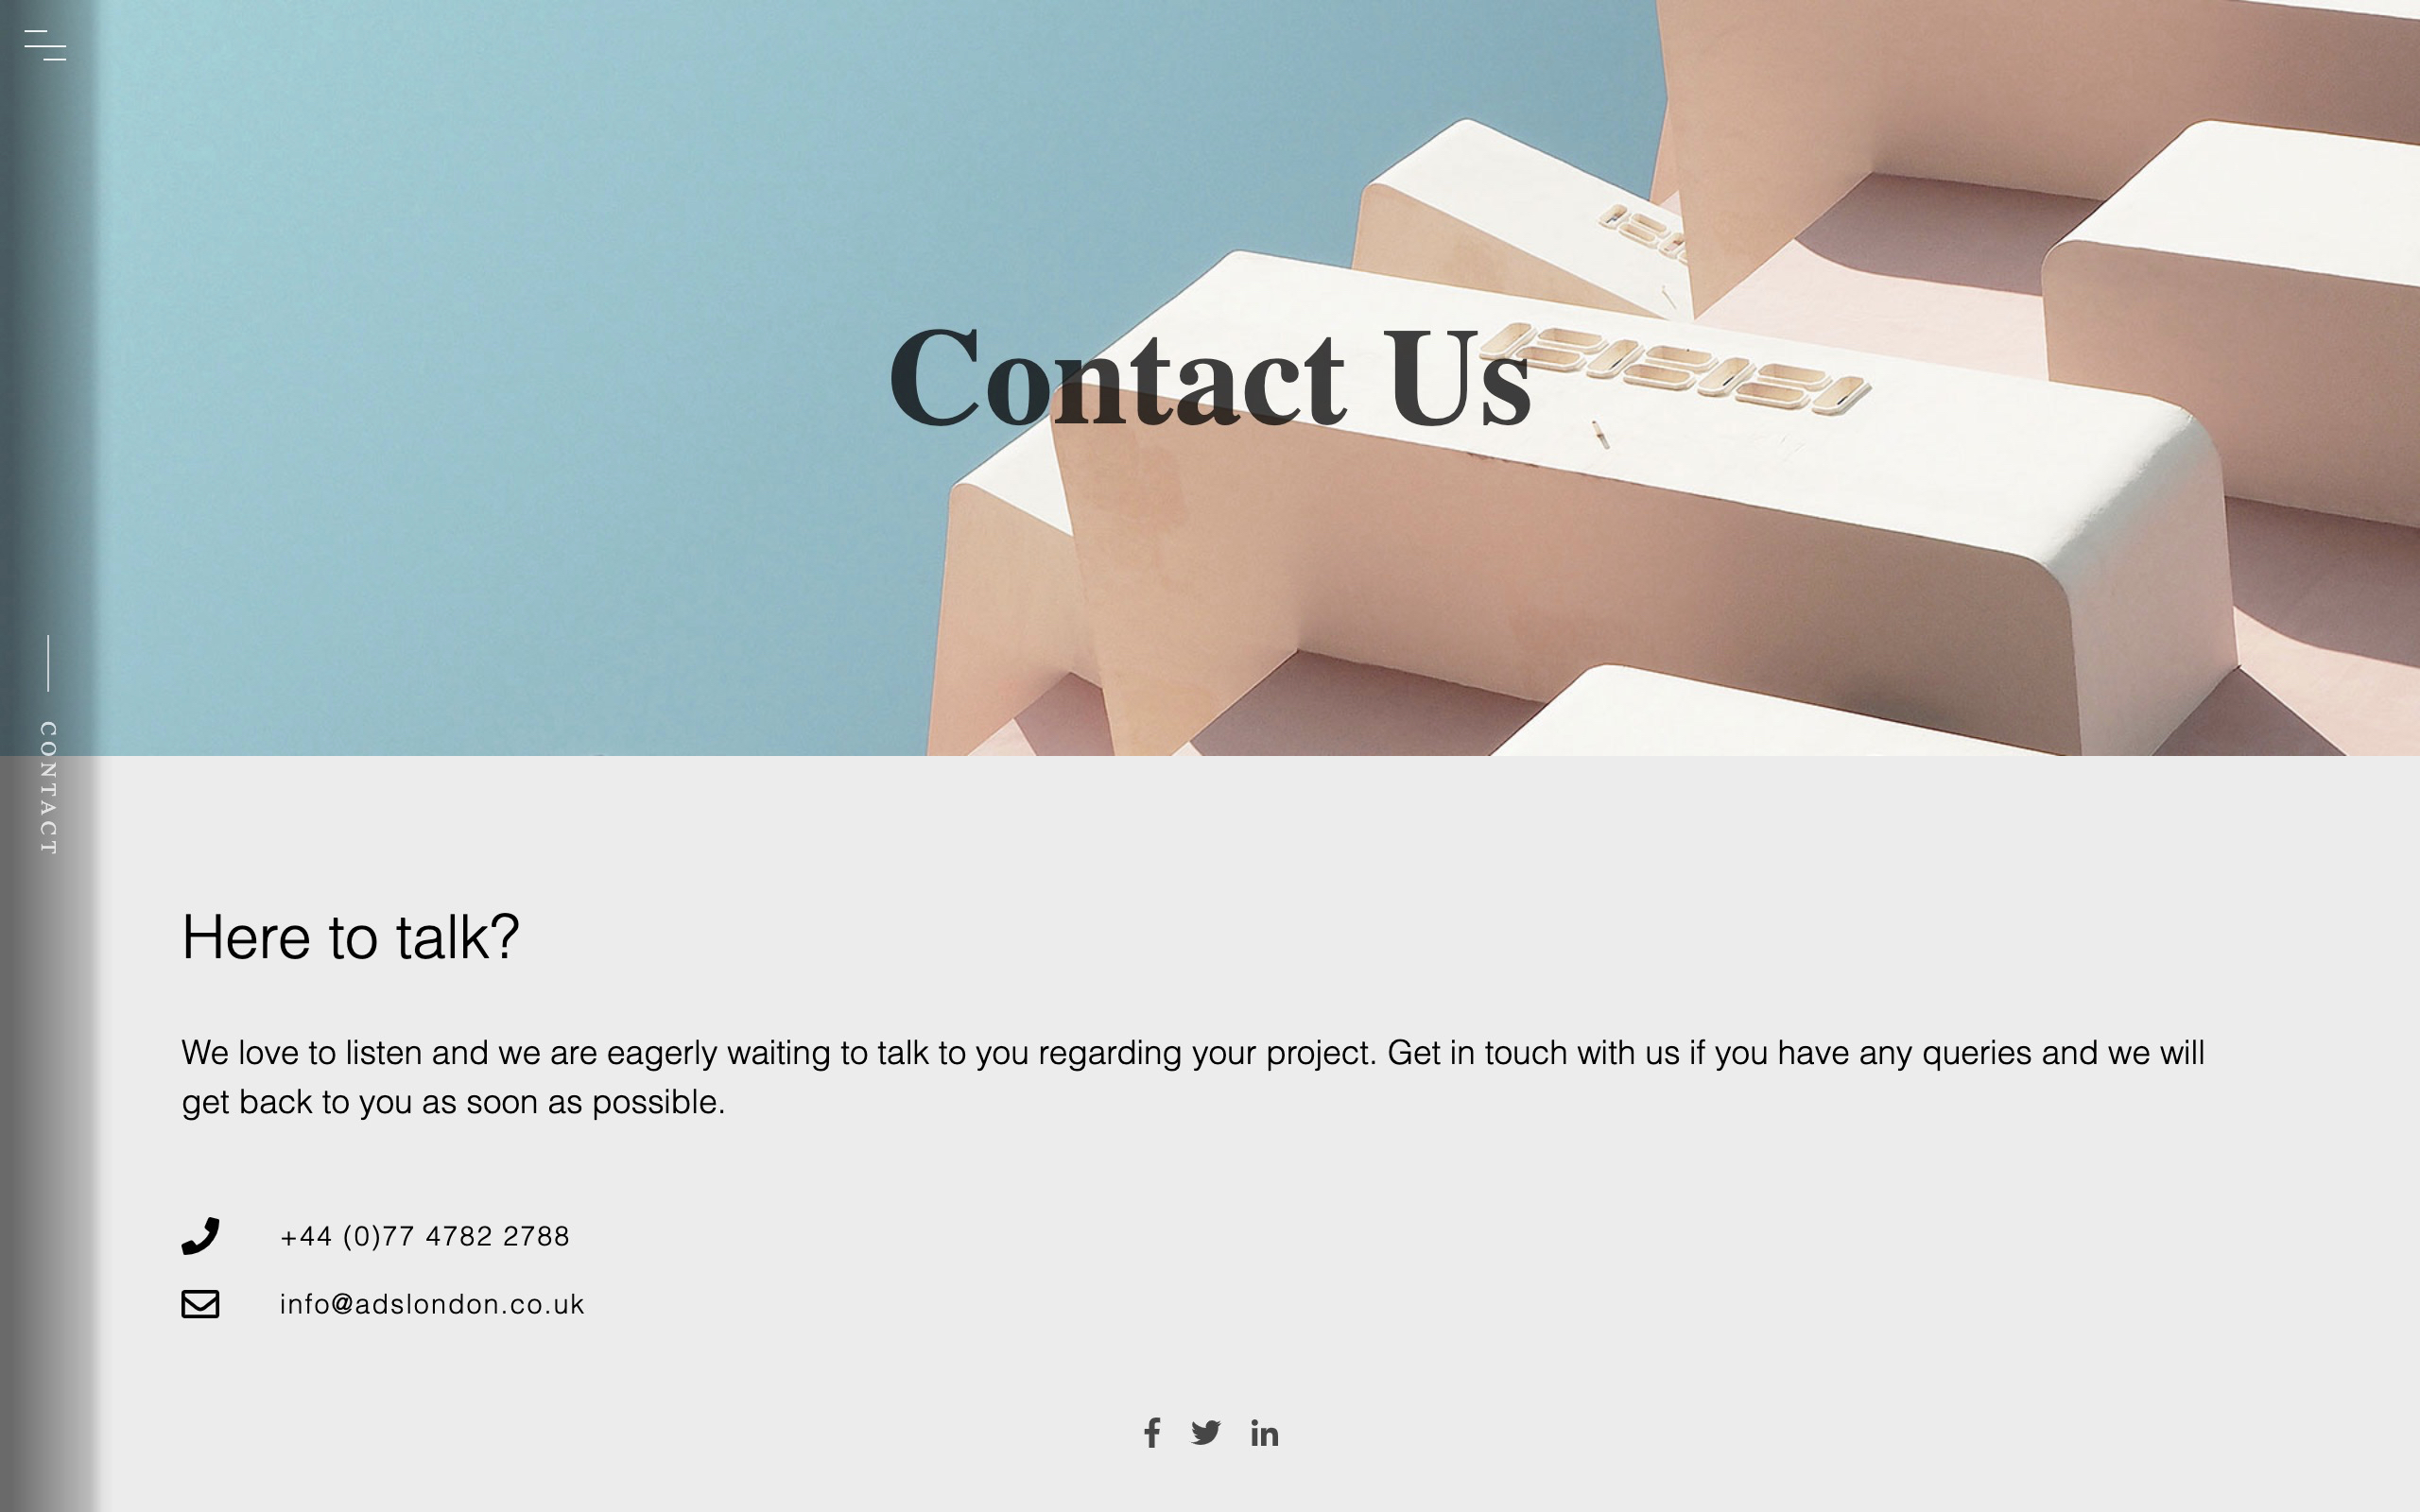 Contact Us
CONTACT
Here to talk?
We love to listen and we are eagerly waiting to talk to you regarding your project. Get in touch with us if you have any queries and we will
get back to you as soon as possible.
+44 (0)77 4782 2788
info@adslondon.co.uk